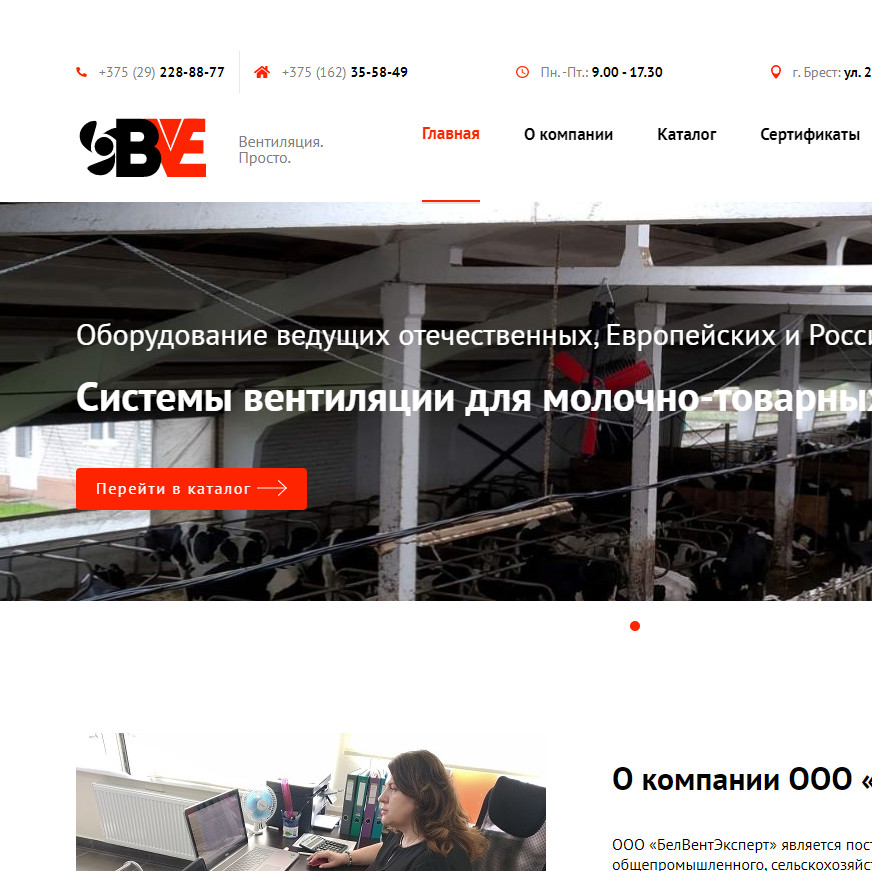 +375 (29) 228-88-77
+375 (162) 35-58-49
Пн.-Пт.: 9.00 - 17.30
г. Брест: ул. 2
BVE
Вентиляция.
Просто.
Главная
О компании
Каталог
Сертификаты
Оборудование ведущих отечественных, Европейских и Росси
Системы вентиляции для молочно-товарных
Перейти в каталог
О компании ООО «
ООО «БелВентЭксперт» является пост
общепромышленного, сельскохозяйст